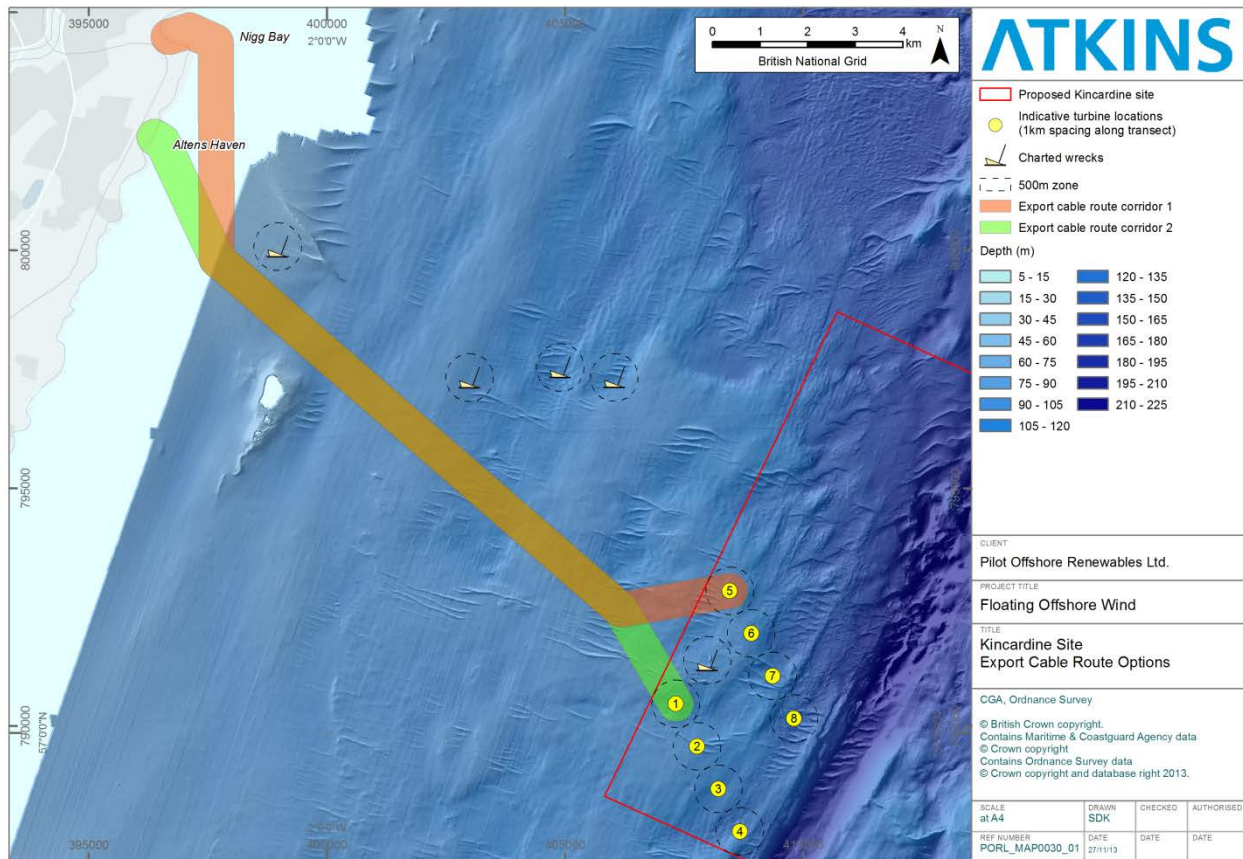 395000
400000
405000
2°0'0"W
Nigg Bay
Altens Haven
0 1 2 3 4
km
N
British National Grid
800000
795000
795000
790000
57°0'0"N
5
6
7
1
8
2
3
4
395000
400000
2°0'0"W
405000
410000
ATKINS
Proposed Kincardine site
Indicative turbine locations
(1km spacing along transect)
Charted wrecks
500m zone
Export cable route corridor 1
Export cable route corridor 2
Depth (m)
5 - 15
15 - 30
30 - 45
45 - 60
60 - 75
75 - 90
90 - 105
105 - 120
120 - 135
135 - 150
150 - 165
165 - 180
180 - 195
195 - 210
210 - 225
CLIENT
Pilot Offshore Renewables Ltd.
PROJECT TITLE
Floating Offshore Wind
TITLE
Kincardine Site
Export Cable Route Options
CGA, Ordnance Survey
© British Crown copyright.
Contains Maritime & Coastguard Agency data
© Crown copyright
Contains Ordnance Survey data
© Crown copyright and database right 2013.
SCALE
at A4
DRAWN
SDK
CHECKED
AUTHORISED
REF NUMBER
PORL_MAP0030_01
DATE
27/11/13
DATE
DATE